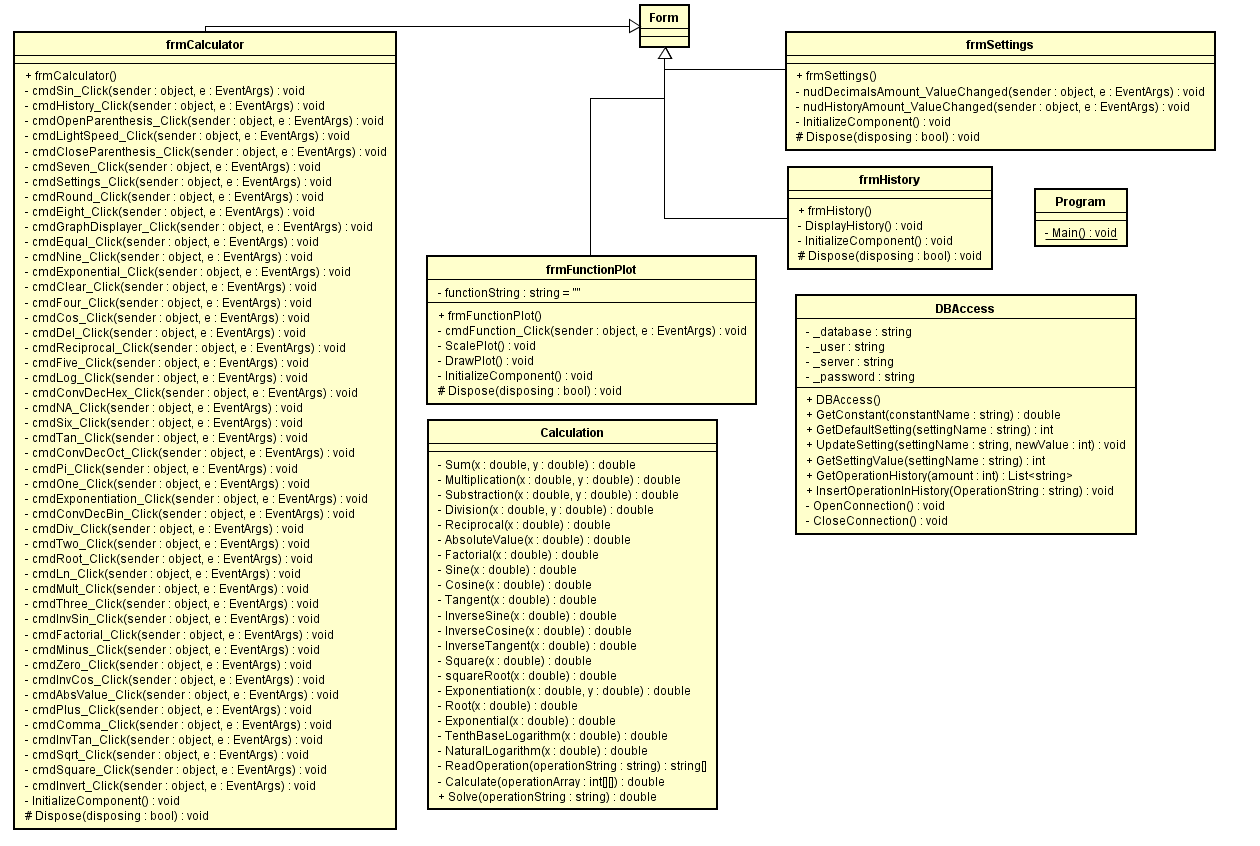 Form
frmCalculator
+ frmCalculator()
- cmdSin_Click(sender : object, e : EventArgs) : void
- cmdHistory_Click(sender : object, e : EventArgs) : void
- cmdOpenParenthesis_Click(sender : object, e : EventArgs) : void
- cmdLightSpeed_Click(sender : object, e : EventArgs) : void
- cmdCloseParenthesis_Click(sender : object, e : EventArgs) : void
- cmdSeven_Click(sender : object, e : EventArgs) : void
- cmdSettings_Click(sender : object, e : EventArgs) : void
- cmdRound_Click(sender : object, e : EventArgs) : void
- cmdEight_Click(sender : object, e : EventArgs) : void
- cmdGraphDisplayer_Click(sender : object, e : EventArgs) : void
- cmdEqual_Click(sender : object, e : EventArgs) : void
- cmdNine_Click(sender : object, e : EventArgs) : void
- cmdExponential_Click(sender : object, e : EventArgs) : void
- cmdClear_Click(sender : object, e : EventArgs) : void
- cmdFour_Click(sender : object, e : EventArgs) : void
- cmdCos_Click(sender : object, e : EventArgs) : void
- cmdDel_Click(sender : object, e : EventArgs) : void
- cmdReciprocal_Click(sender : object, e : EventArgs) : void
- cmdFive_Click(sender : object, e : EventArgs) : void
- cmdLog_Click(sender : object, e : EventArgs) : void
- cmdConvDecHex_Click(sender : object, e : EventArgs) : void
- cmdNA_Click(sender : object, e : EventArgs) : void
- cmdSix_Click(sender : object, e : EventArgs) : void
- cmdTan_Click(sender : object, e : EventArgs) : void
- cmdConvDecOct_Click(sender : object, e : EventArgs) : void
- cmdPi_Click(sender : object, e : EventArgs) : void
- cmdOne_Click(sender : object, e : EventArgs) : void
- cmdExponentiation_Click(sender : object, e : EventArgs) : void
- cmdConvDecBin_Click(sender : object, e : EventArgs) : void
- cmdDiv_Click(sender : object, e : EventArgs) : void
- cmdTwo_Click(sender : object, e : EventArgs) : void
- cmdRoot_Click(sender : object, e : EventArgs) : void
- cmdLn_Click(sender : object, e : EventArgs) : void
- cmdMult_Click(sender : object, e : EventArgs) : void
- cmdThree_Click(sender : object, e : EventArgs) : void
- cmdInvSin_Click(sender : object, e : EventArgs) : void
- cmdFactorial_Click(sender : object, e : EventArgs) : void
- cmdMinus_Click(sender : object, e : EventArgs) : void
- cmdZero_Click(sender : object, e : EventArgs) : void
- cmdInvCos_Click(sender : object, e : EventArgs) : void
- cmdAbsValue_Click(sender : object, e : EventArgs) : void
- cmdPlus_Click(sender : object, e : EventArgs) : void
- cmdComma_Click(sender : object, e : EventArgs) : void
- cmdInvTan_Click(sender : object, e : EventArgs) : void
- cmdSqrt_Click(sender : object, e : EventArgs) : void
- cmdSquare_Click(sender : object, e : EventArgs) : void
- cmdInvert_Click(sender : object, e : EventArgs) : void
- InitializeComponent() : void
# Dispose(disposing : bool) : void
frmSettings
+ frmSettings()
- nudDecimalsAmount_ValueChanged(sender : object, e : EventArgs) : void
- nudHistoryAmount_ValueChanged(sender : object, e : EventArgs) : void
- InitializeComponent() : void
# Dispose(disposing : bool) : void
frmHistory
+ frmHistory()
- DisplayHistory() : void
- InitializeComponent() : void
# Dispose(disposing : bool) : void
Program
- Main() : void
frmFunctionPlot
- functionString : string = ""
+ frmFunctionPlot()
- cmdFunction_Click(sender : object, e : EventArgs) : void
- ScalePlot() : void
- DrawPlot() : void
- InitializeComponent() : void
# Dispose(disposing : bool) : void
DBAccess
- _database : string
- _user : string
- _server : string
- _password : string
+ DBAccess()
+ GetConstant(constantName : string) : double
+ GetDefaultSetting(settingName : string) : int
+ UpdateSetting(settingName : string, newValue : int) : void
+ GetSettingValue(settingName : string) : int
+ GetOperationHistory(amount : int) : List<string>
+ InsertOperationInHistory(OperationString : string) : void
- OpenConnection() : void
- CloseConnection() : void
Calculation
- Sum(x : double, y : double) : double
- Multiplication(x : double, y : double) : double
- Substraction(x : double, y : double) : double
- Division(x : double, y : double) : double
- Reciprocal(x : double) : double
- AbsoluteValue(x : double) : double
- Factorial(x : double) : double
- Sine(x : double) : double
- Cosine(x : double) : double
- Tangent(x : double) : double
- InverseSine(x : double) : double
- InverseCosine(x : double) : double
- InverseTangent(x : double) : double
- Square(x : double) : double
- squareRoot(x : double) : double
- Exponentiation(x : double, y : double) : double
- Root(x : double) : double
- Exponential(x : double) : double
- TenthBaseLogarithm(x : double) : double
- NaturalLogarithm(x : double) : double
- ReadOperation(operationString : string) : string[]
- Calculate(operationArray : int[][]) : double
+ Solve(operationString : string) : double